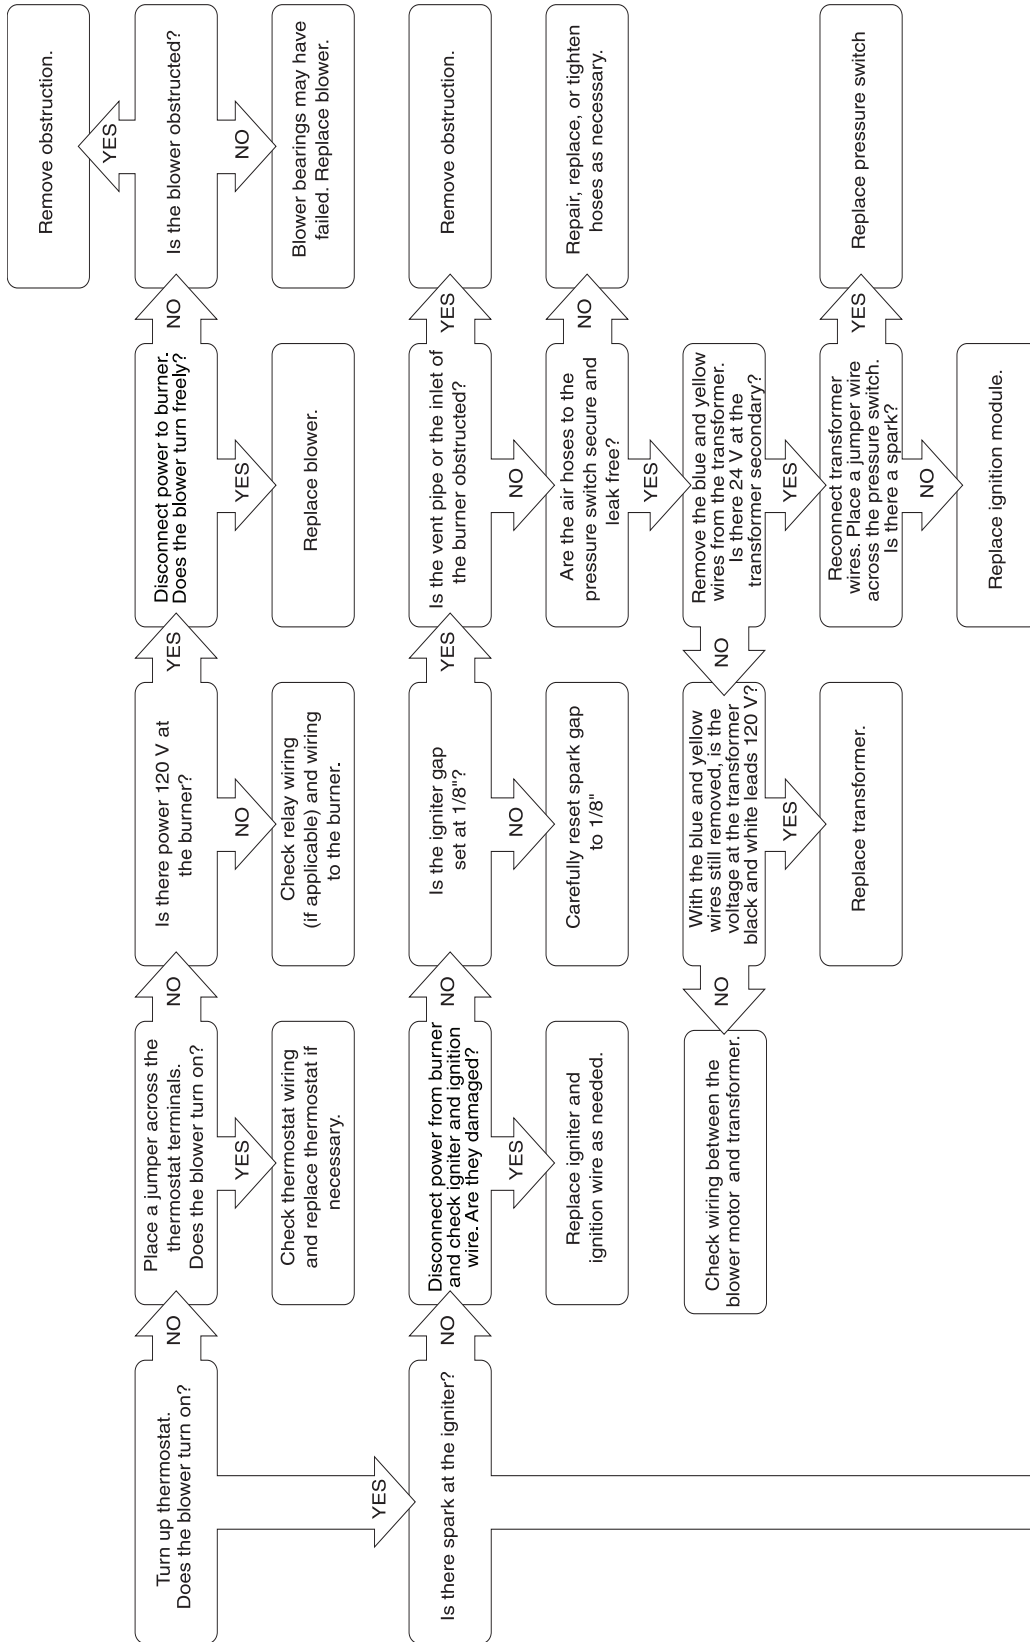 Remove obstruction.
YES
Turn up thermostat.
Does the blower turn on?
NO
Place a jumper across the
thermostat terminals.
Does the blower turn on?
NO
Is there power 120 V at
the burner?
YES
Disconnect power to burner.
Does the blower turn freely?
NO
Is the blower obstructed?
YES
YES
NO
YES
NO
Check thermostat wiring
and replace thermostat if
necessary.
Check relay wiring
(if applicable) and wiring
to the burner.
Replace blower.
Blower bearings may have
failed. Replace blower.
Is there spark at the igniter?
NO
Disconnect power from burner
and check igniter and ignition
wire. Are they damaged?
NO
Is the igniter gap
set at 1/8"?
YES
Is the vent pipe or the inlet of
the burner obstructed?
YES
Remove obstruction.
YES
NO
NO
Replace igniter and
ignition wire as needed.
Carefully reset spark gap
to 1/8"
Are the air hoses to the
pressure switch secure and
leak free?
NO
Repair, replace, or tighten
hoses as necessary.
YES
Check wiring between the
blower motor and transformer.
NO
With the blue and yellow
wires still removed, is the
voltage at the transformer
black and white leads 120 V?
NO
Remove the blue and yellow
wires from the transformer.
Is there 24 V at the
transformer secondary?
YES
YES
Replace transformer.
Reconnect transformer
wires. Place a jumper wire
across the pressure switch.
Is there a spark?
YES
Replace pressure switch
NO
Replace ignition module.